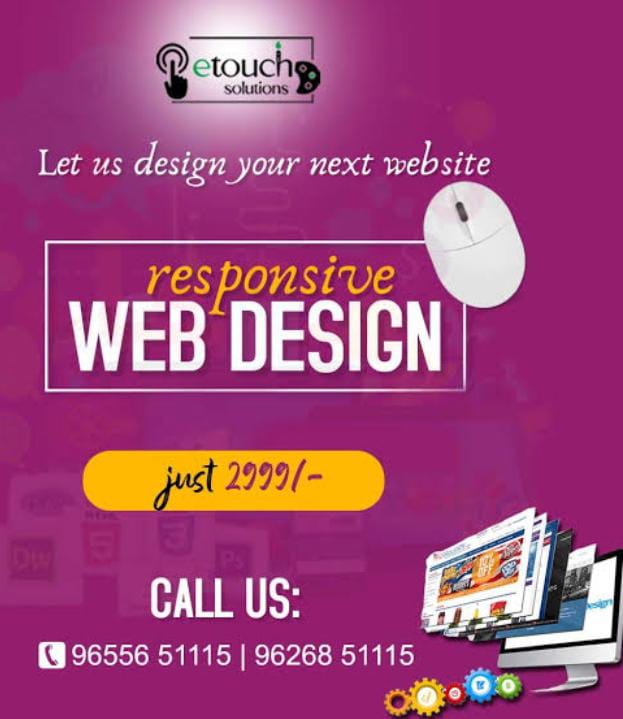 etouch
solutions
Let us design your next website
responsive
WEB DESIGN
just 2999/-
CALL US:
96556 51115 | 96268 51115
Dw